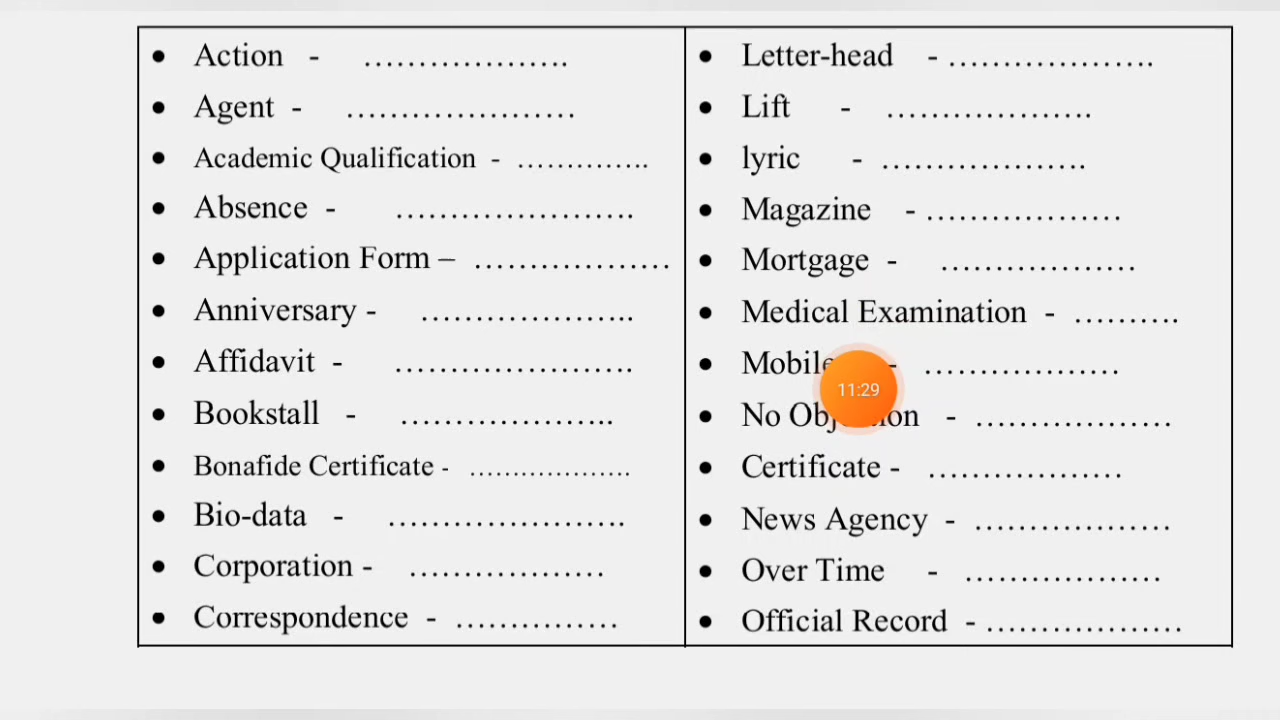 • Action - ………………….
• Agent - …………………
• Academic Qualification - …………..
• Absence - ………………….
• Application Form – ………………
• Anniversary - ………………..
• Affidavit - ………………….
• Bookstall - ………………..
• Bonafide Certificate - ……………….
• Bio-data - ………………….
• Corporation - ………………
• Correspondence - ……………
• Letter-head - ……………….
• Lift - ……………….
• lyric - ……………….
• Magazine - ………………
• Mortgage - ………………
• Medical Examination - ……….
• Mobile - ………………
11:29
• No - ………………
• Certificate - ………………
• News Agency - ………………
• Over Time - ………………
• Official Record - ………………